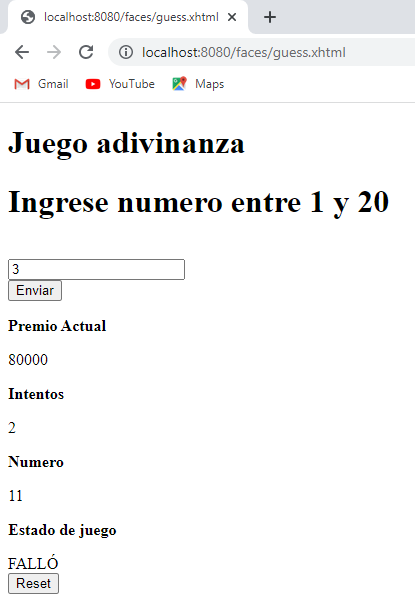 localhost:8080/faces/guess.xhtml
localhost:8080/faces/guess.xhtml
Gmail YouTube Maps
Juego adivinanza
Ingrese numero entre 1 y 20
3
Enviar
Premio Actual
80000
Intentos
2
Numero
11
Estado de juego
FALLÓ
Reset